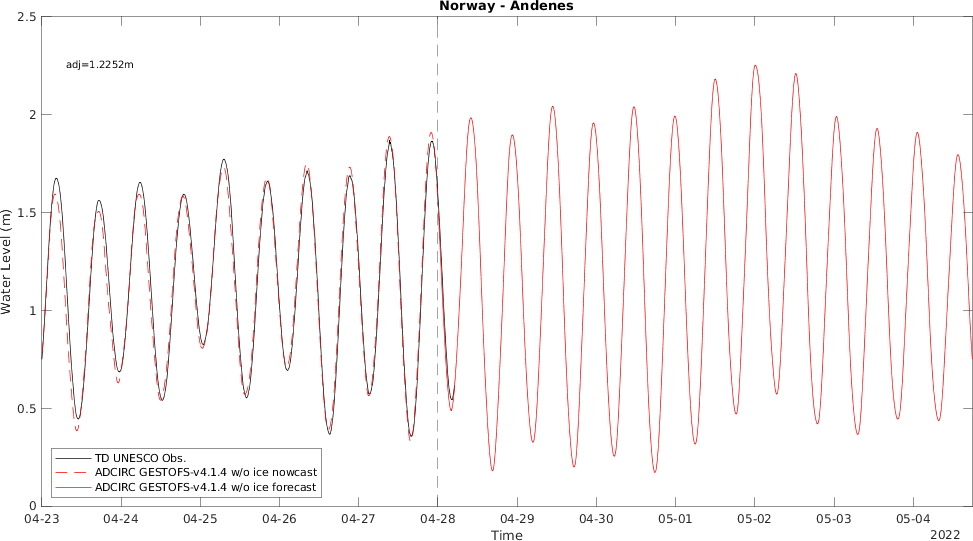 Norway - Andenes
2.5
adj=1.2252m
2
1.5
Water Level (m)
1
0.5
TD UNESCO Obs.
ADCIRC GESTOFS-v4.1.4 w/o ice nowcast
ADCIRC GESTOFS-v4.1.4 w/o ice forecast
0
04-23 04-24 04-25 04-26 04-27 04-28 04-29 04-30 05-01 05-02 05-03 05-04
Time
2022